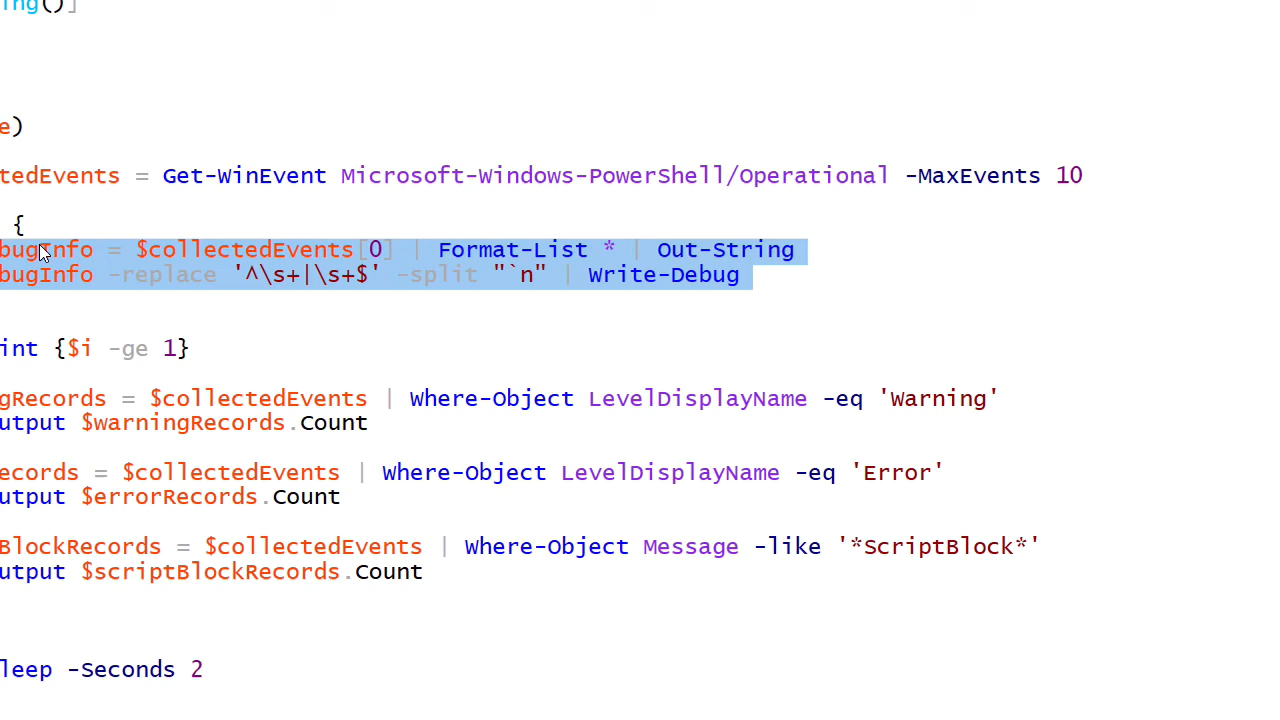 ing()]
e)
tedEvents = Get-WinEvent Microsoft-Windows-PowerShell/Operational -MaxEvents 10
{
bugInfo = $collectedEvents[0] | Format-List * | Out-String
bugInfo -replace '^\s+|\s+$' -split "`n" | Write-Debug
int {$i -ge 1}
gRecords = $collectedEvents | Where-Object LevelDisplayName -eq 'Warning'
utput $warningRecords.Count
ecords = $collectedEvents | Where-Object LevelDisplayName -eq 'Error'
utput $errorRecords.Count
BlockRecords = $collectedEvents | Where-Object Message -like '*ScriptBlock*'
utput $scriptBlockRecords.Count
leep -Seconds 2